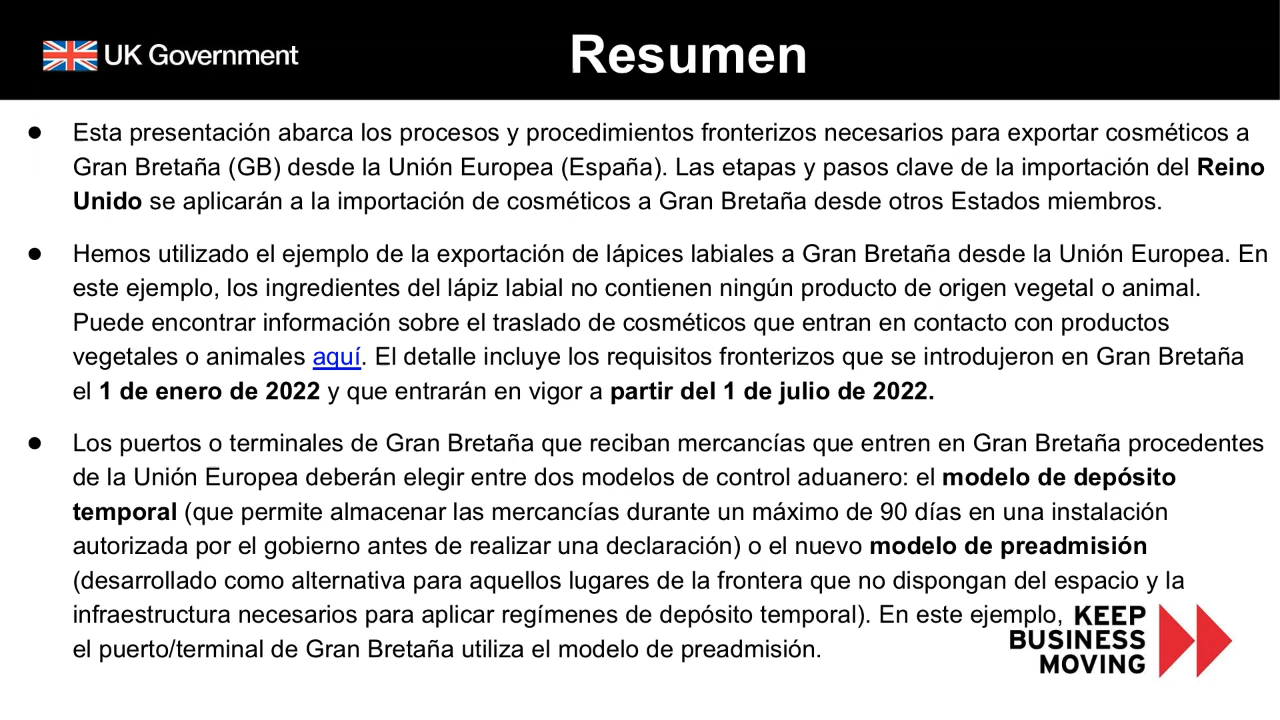 UK Government
Resumen
● Esta presentación abarca los procesos y procedimientos fronterizos necesarios para exportar cosméticos a
Gran Bretaña (GB) desde la Unión Europea (España). Las etapas y pasos clave de la importación del Reino
Unido se aplicarán a la importación de cosméticos a Gran Bretaña desde otros Estados miembros.
● Hemos utilizado el ejemplo de la exportación de lápices labiales a Gran Bretaña desde la Unión Europea. En
este ejemplo, los ingredientes del lápiz labial no contienen ningún producto de origen vegetal o animal.
Puede encontrar información sobre el traslado de cosméticos que entran en contacto con productos
vegetales o animales aquí. El detalle incluye los requisitos fronterizos que se introdujeron en Gran Bretaña
el 1 de enero de 2022 y que entrarán en vigor a partir del 1 de julio de 2022.
● Los puertos o terminales de Gran Bretaña que reciban mercancías que entren en Gran Bretaña procedentes
de la Unión Europea deberán elegir entre dos modelos de control aduanero: el modelo de depósito
temporal (que permite almacenar las mercancías durante un máximo de 90 días en una instalación
autorizada por el gobierno antes de realizar una declaración) o el nuevo modelo de preadmisión
(desarrollado como alternativa para aquellos lugares de la frontera que no dispongan del espacio y la
infraestructura necesarios para aplicar regímenes de depósito temporal). En este ejemplo,
el puerto/terminal de Gran Bretaña utiliza el modelo de preadmisión.
KEEP
BUSINESS
MOVING